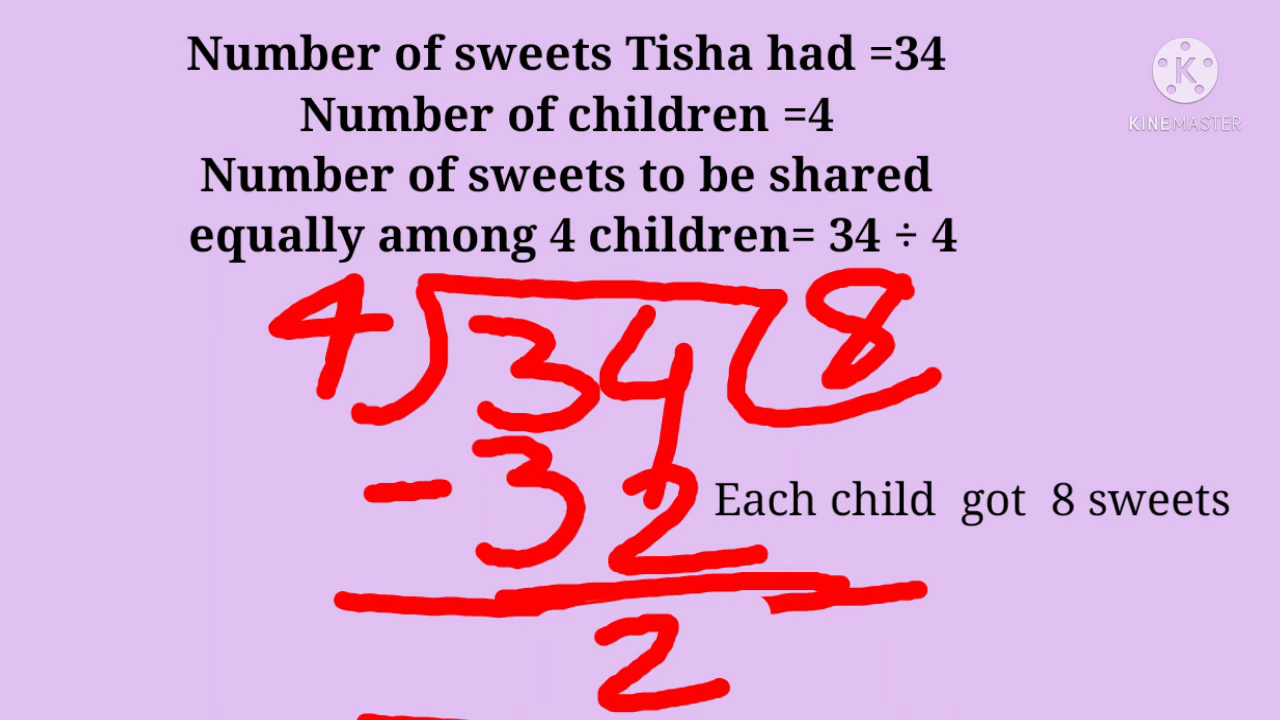 Number of sweets Tisha had =34
K
KINEMASTER
Number of children =4
Number of sweets to be shared
equally among 4 children= 34 ÷ 4
4 34 8
- 32
Each child got 8 sweets
2